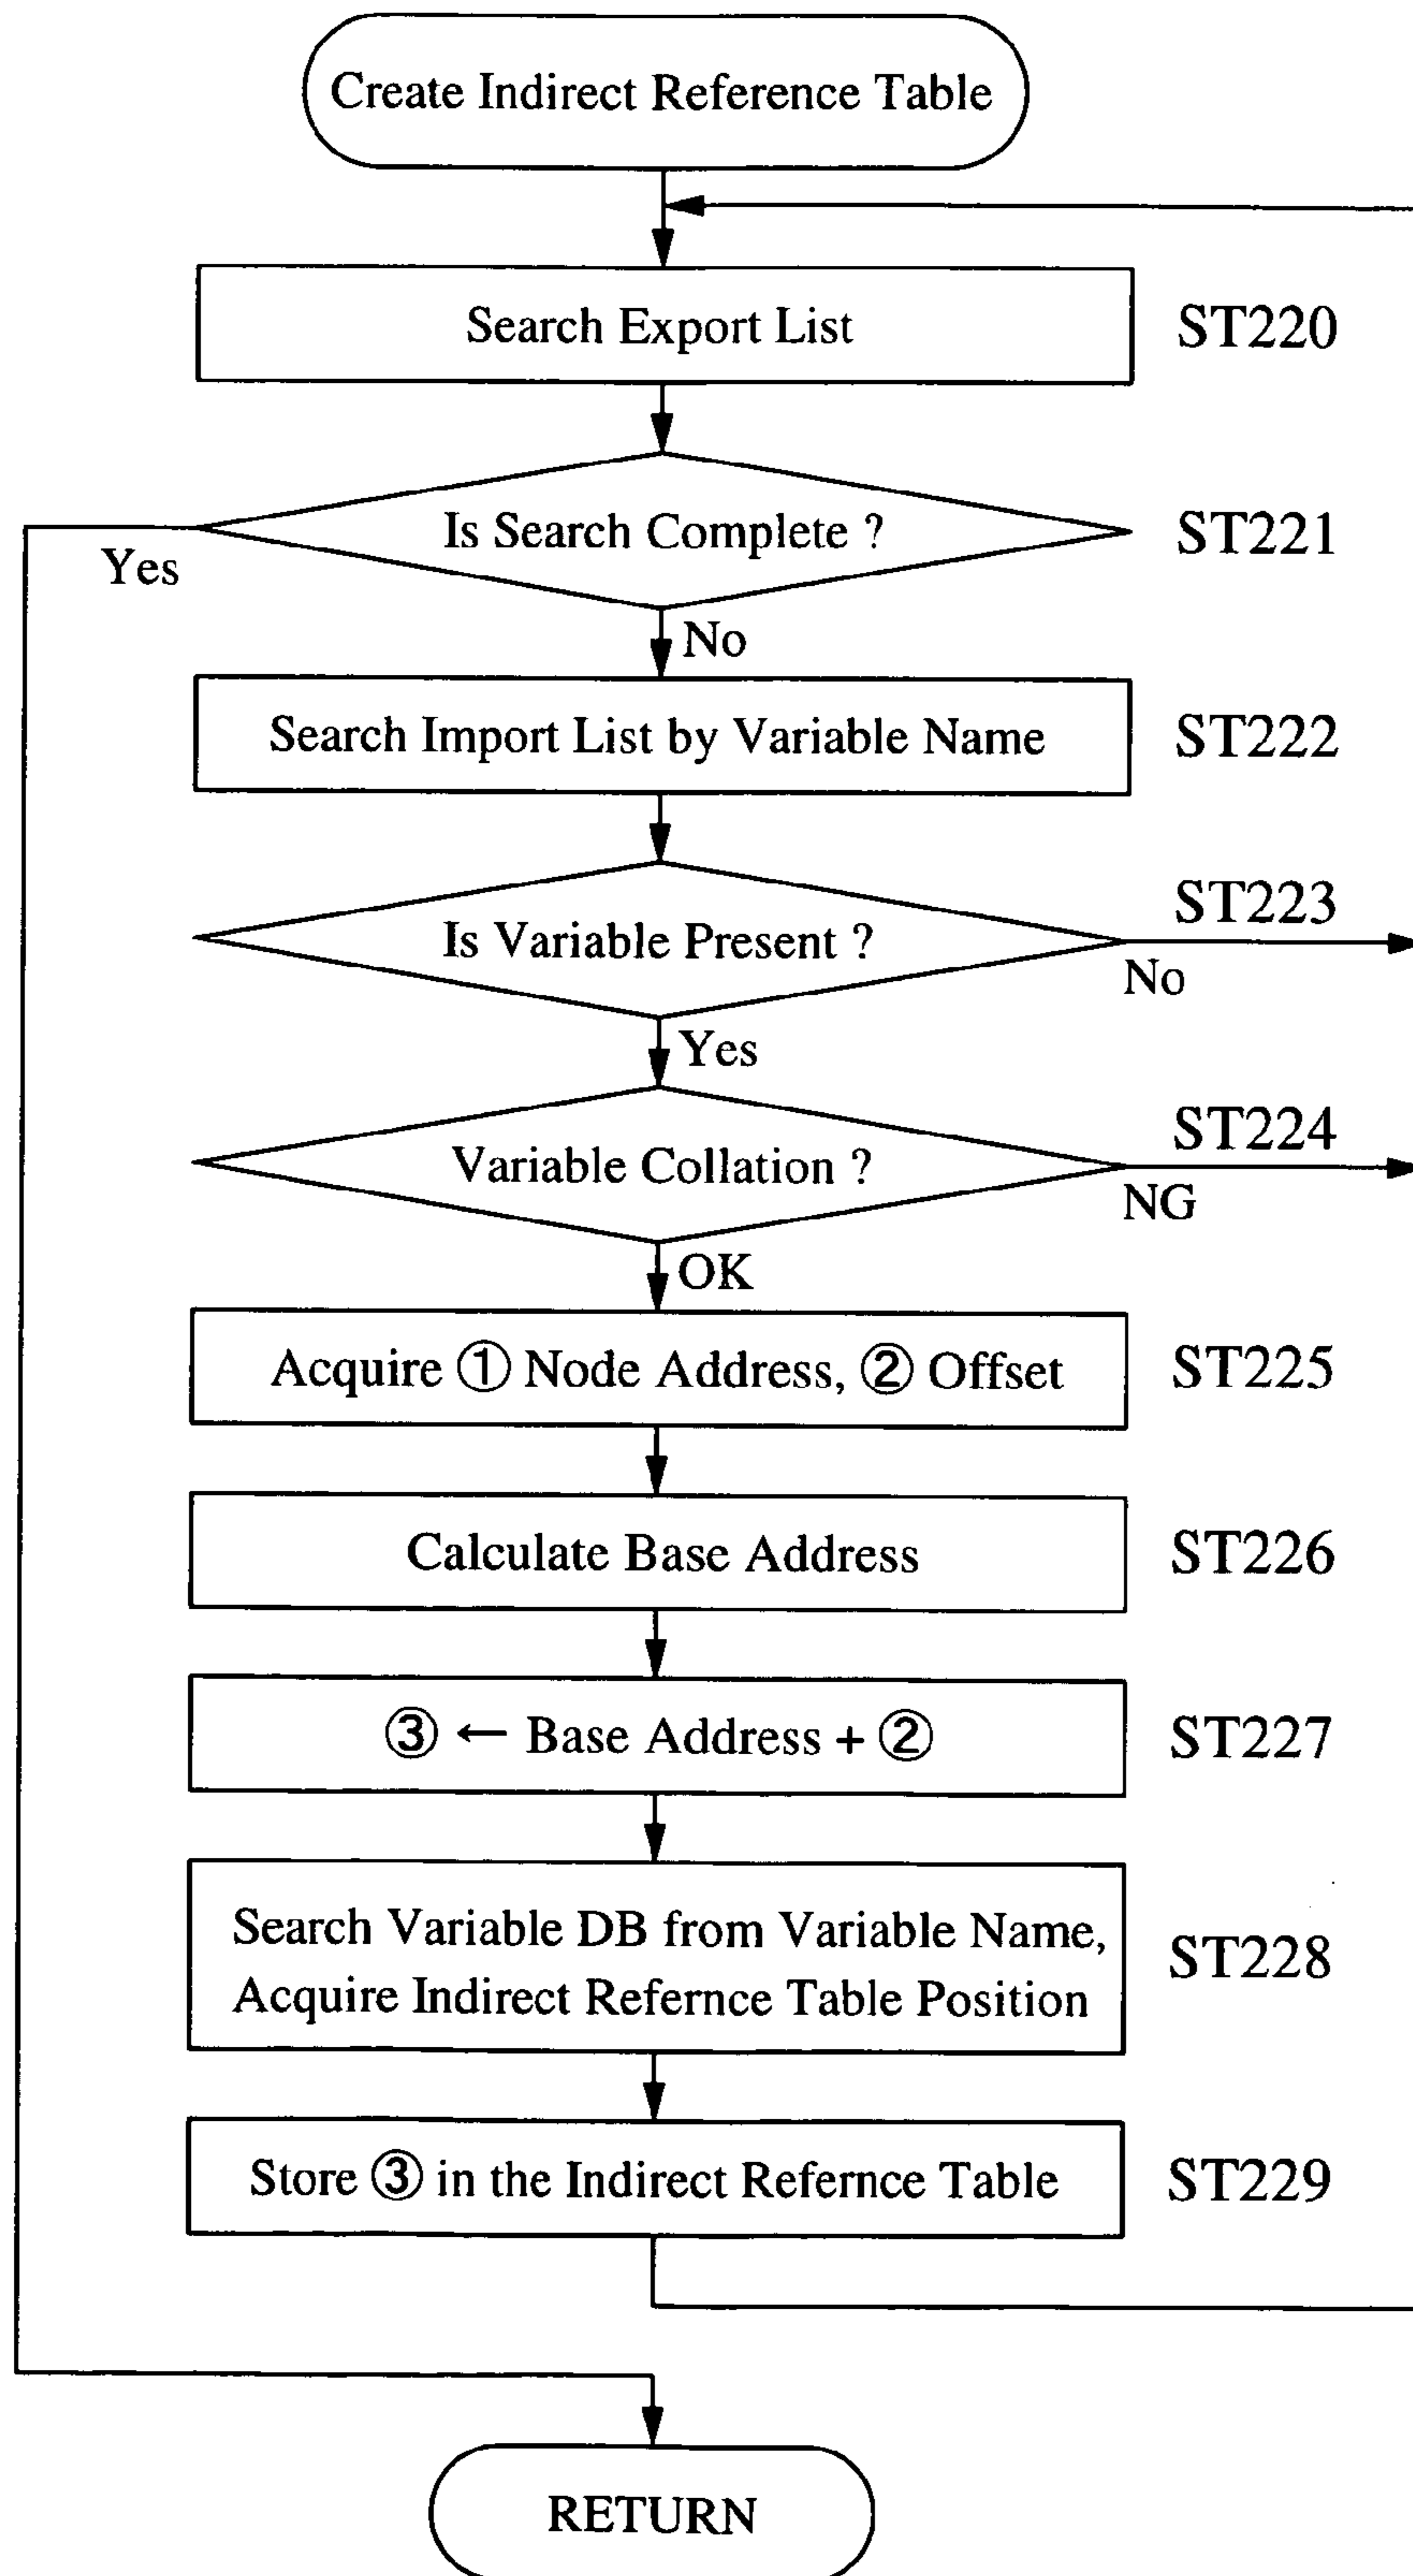 Create Indirect Reference Table
Search Export List
ST220
Is Search Complete ?
ST221
Yes
No
Search Import List by Variable Name
ST222
Is Variable Present ?
ST223
No
Yes
Variable Collation ?
ST224
NG
OK
Acquire ① Node Address, ② Offset
ST225
Calculate Base Address
ST226
③ ← Base Address + ②
ST227
Search Variable DB from Variable Name,
Acquire Indirect Refernce Table Position
ST228
Store ③ in the Indirect Refernce Table
ST229
RETURN